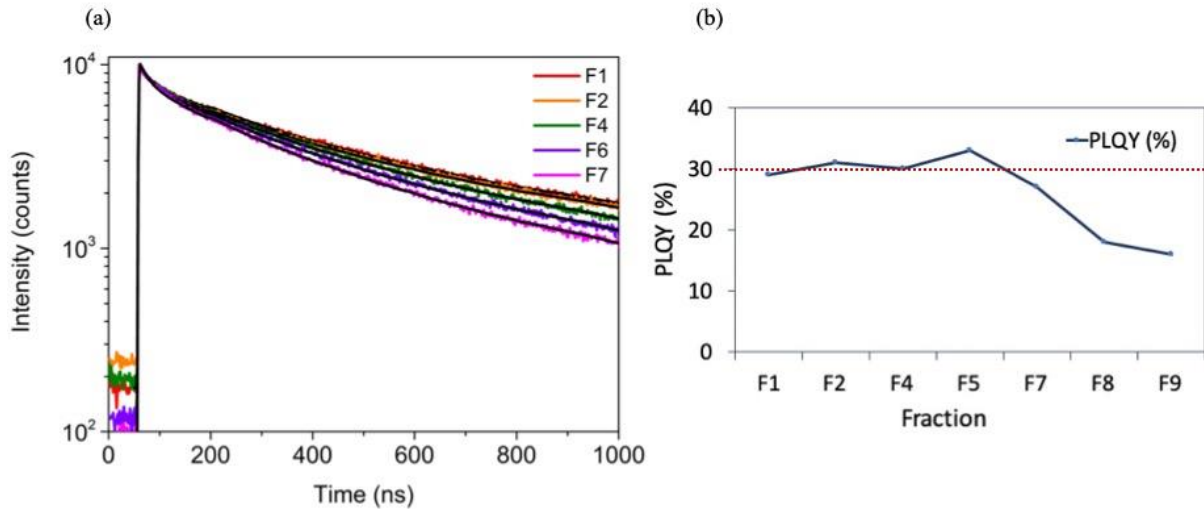 (a)
10⁴
10³
10²
Intensity (counts)
0 200 400 600 800 1000
Time (ns)
F1
F2
F4
F6
F7
(b)
40
30
20
10
0
PLQY (%)
PLQY (%)
F1 F2 F4 F5 F7 F8 F9
Fraction